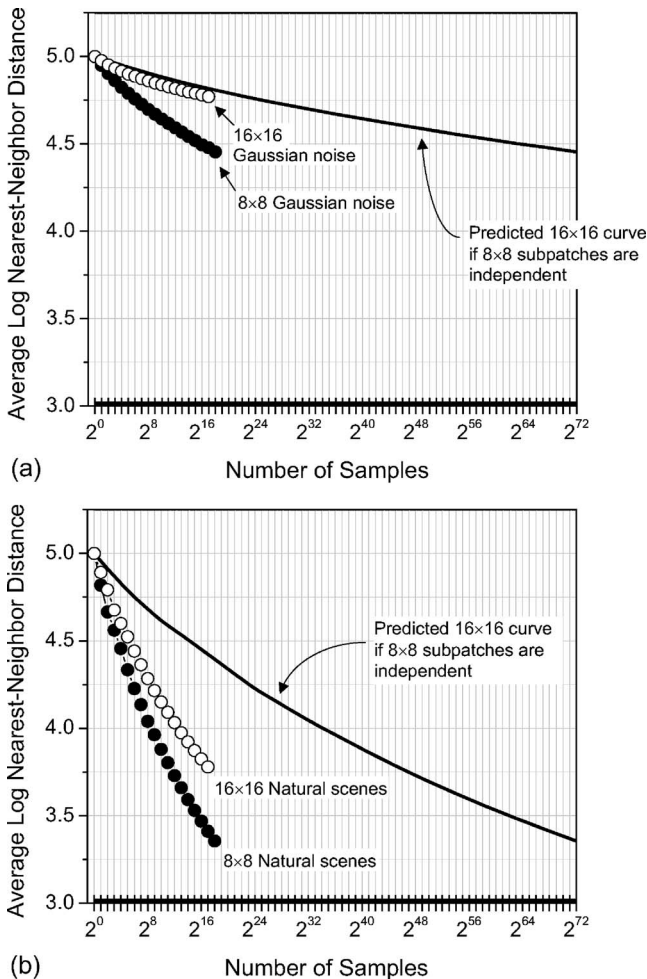 Average Log Nearest-Neighbor Distance
5.0
4.5
4.0
3.5
3.0
16×16
Gaussian noise
8×8 Gaussian noise
Predicted 16×16 curve
if 8×8 subpatches are
independent
2^0 2^8 2^16 2^24 2^32 2^40 2^48 2^56 2^64 2^72
(a)
Number of Samples
Average Log Nearest-Neighbor Distance
5.0
4.5
4.0
3.5
3.0
Predicted 16×16 curve
if 8×8 subpatches are
independent
16×16 Natural scenes
8×8 Natural scenes
2^0 2^8 2^16 2^24 2^32 2^40 2^48 2^56 2^64 2^72
(b)
Number of Samples